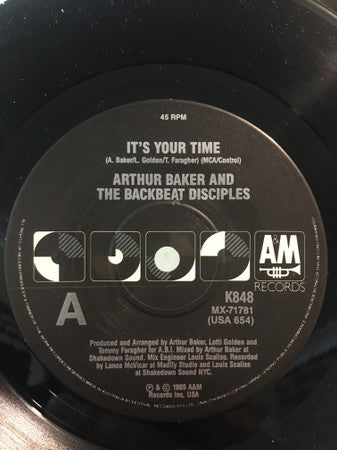 45 RPM
IT'S YOUR TIME
(A. Baker/L. Golden/T. Faragher) (MCA/Control)
ARTHUR BAKER AND
THE BACKBEAT DISCIPLES
A&M
RECORDS
A
K848
MX-71781
(USA 654)
Produced and Arranged by Arthur Baker, Lotti Golden and
Tommy Faragher for A.B.I. Mixed by Arthur Baker at
Shakedown Sound. Mix Engineer Louis Scalise. Recorded
by Lance McVicar at Madfly Studio and Louis Scalise
at Shakedown Sound NYC.
℗ & © 1989 A&M
Records Inc, USA